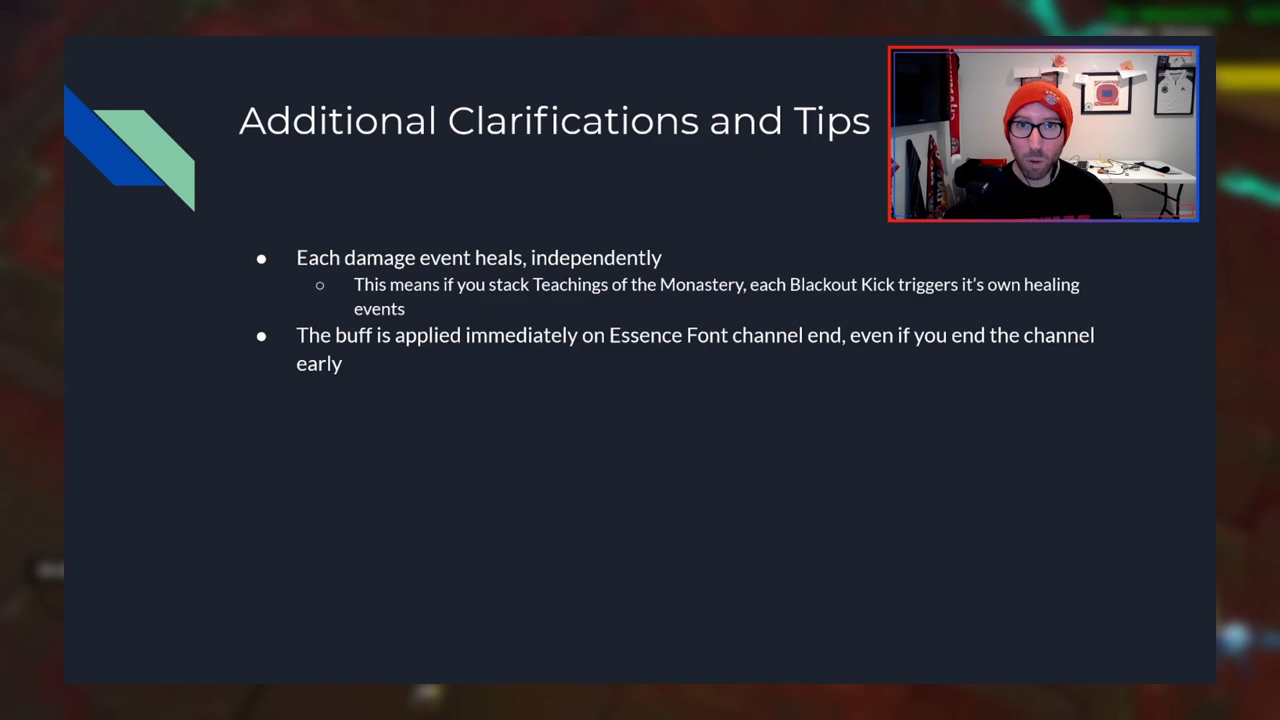 Additional Clarifications and Tips
● Each damage event heals, independently
○ This means if you stack Teachings of the Monastery, each Blackout Kick triggers it's own healing
events
● The buff is applied immediately on Essence Font channel end, even if you end the channel
early